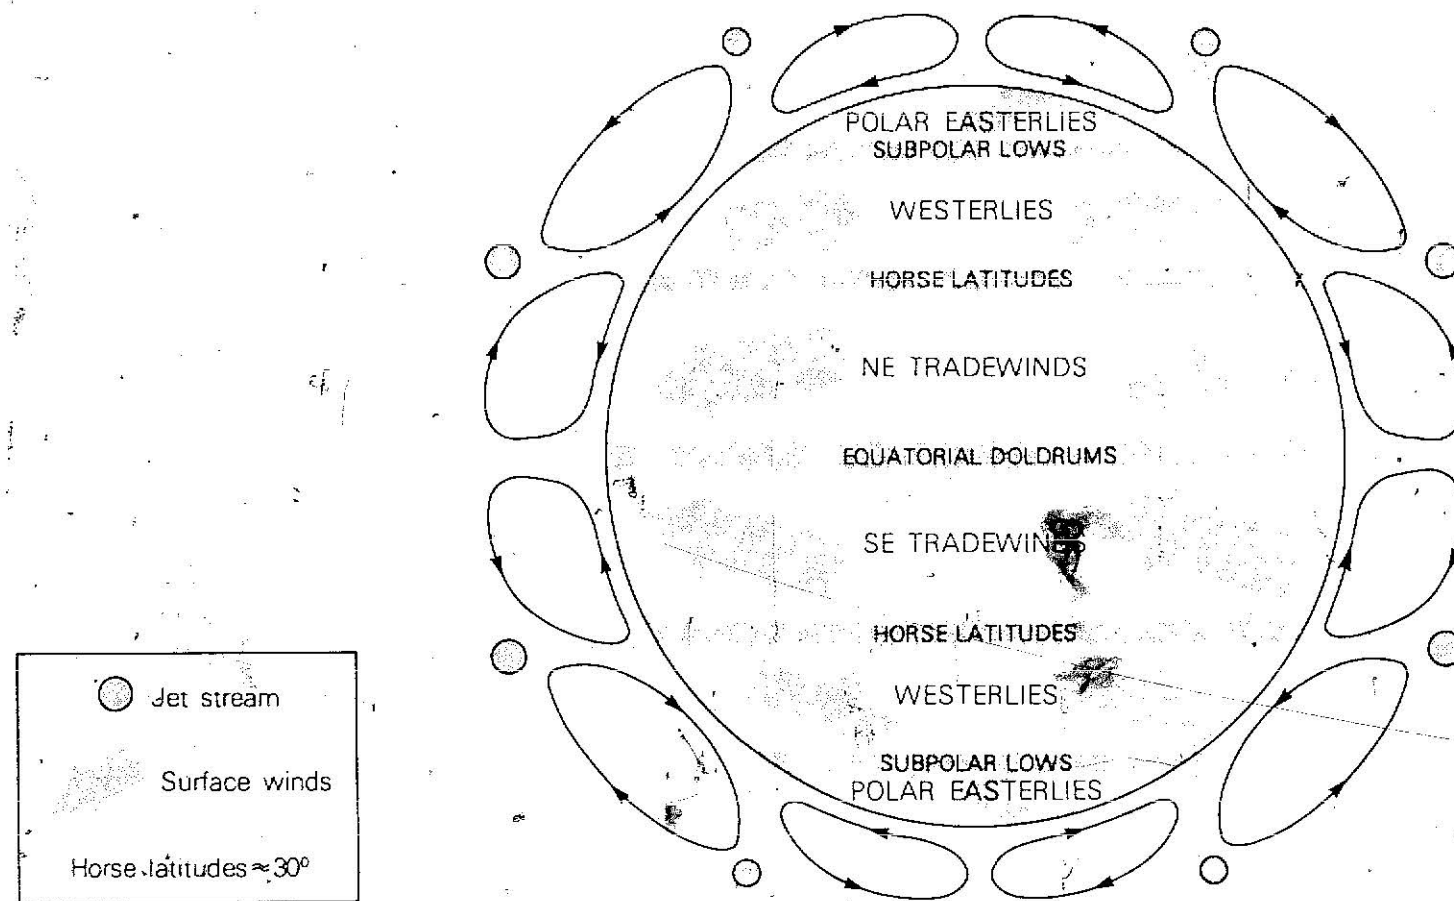 POLAR EASTERLIES
SUBPOLAR LOWS
WESTERLIES
HORSE LATITUDES
NE TRADEWINDS
EQUATORIAL DOLDRUMS
SE TRADEWINDS
HORSE LATITUDES
WESTERLIES
SUBPOLAR LOWS
POLAR EASTERLIES
Jet stream
Surface winds
Horse latitudes≈30º